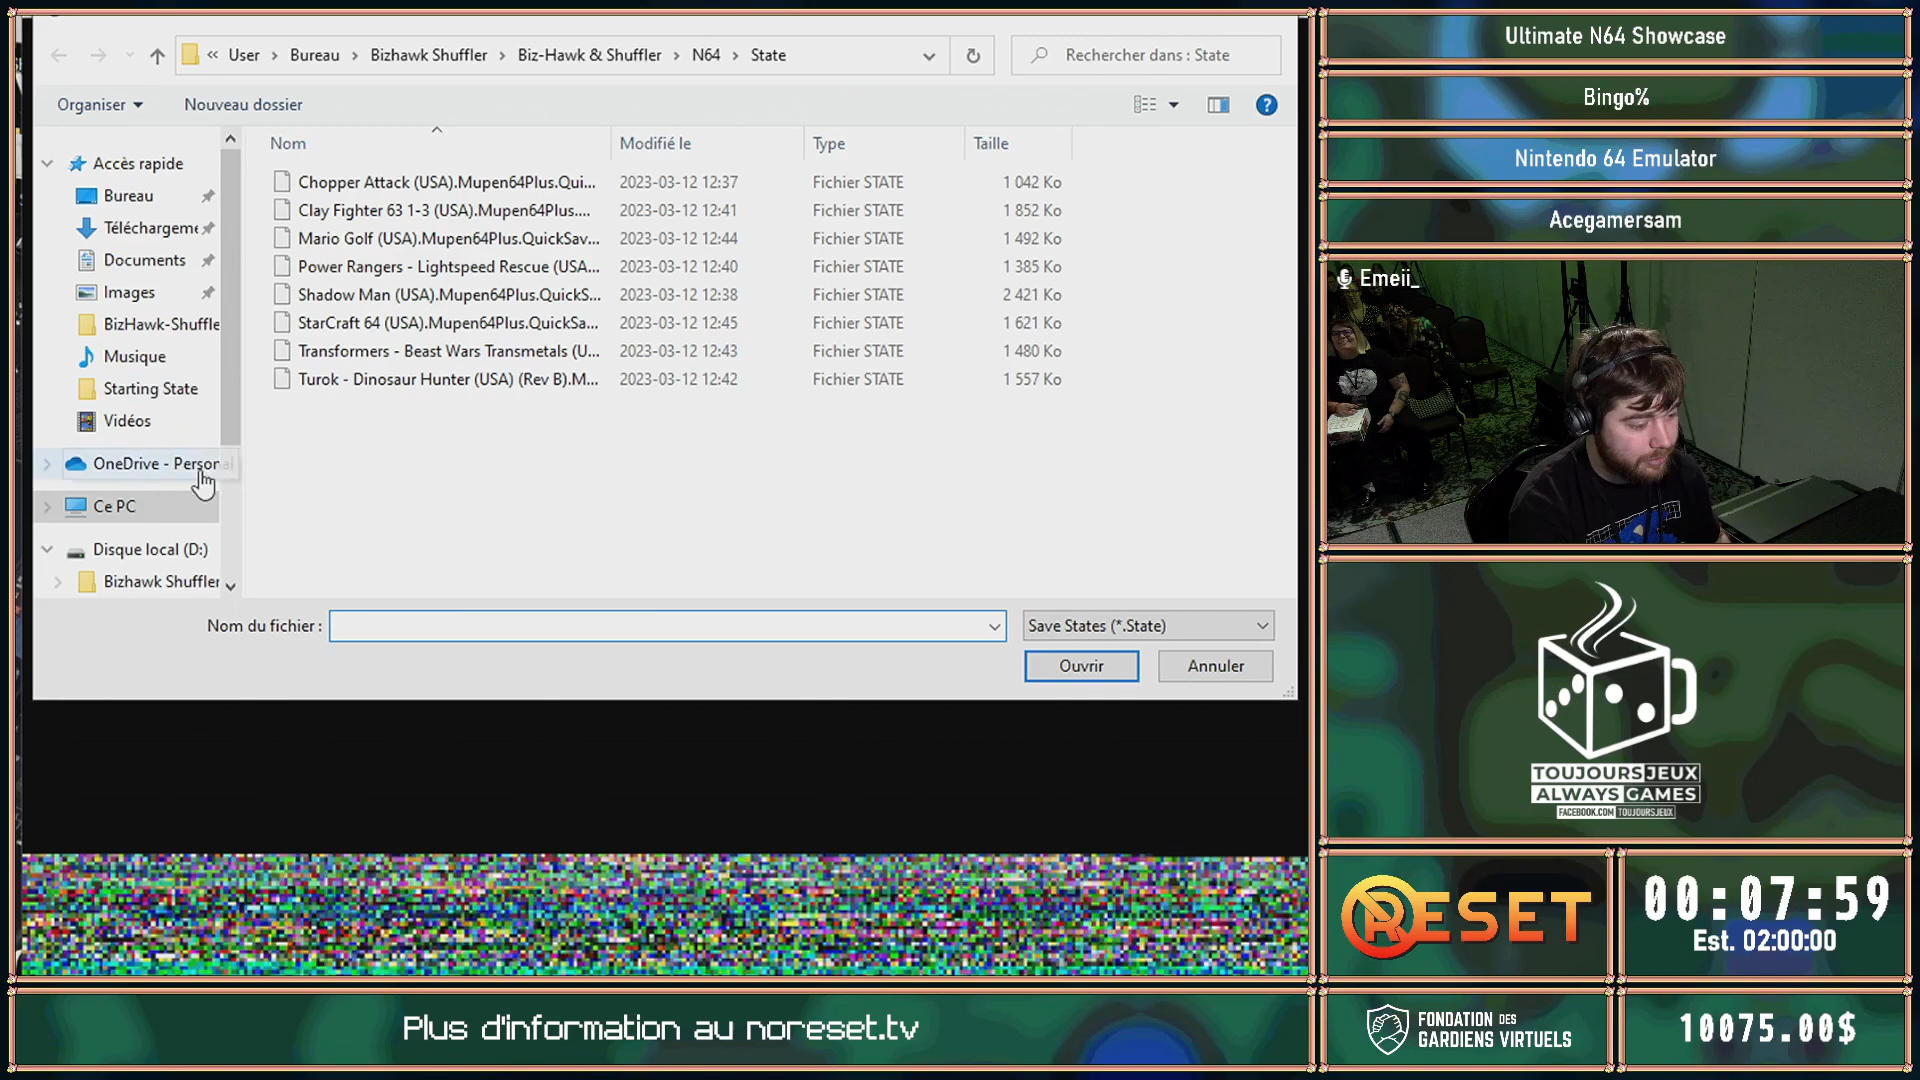 « User > Bureau > Bizhawk Shuffler > Biz-Hawk & Shuffler > N64 > State
Rechercher dans : State
Organiser
Nouveau dossier
Nom
Modifié le
Type
Taille
Accès rapide
Bureau
Téléchargeme
Documents
Images
BizHawk-Shuffle
Musique
Starting State
Vidéos
OneDrive - Personal
Ce PC
Disque local (D:)
Bizhawk Shuffler
Chopper Attack (USA).Mupen64Plus.Qui... 2023-03-12 12:37 Fichier STATE 1 042 Ko
Clay Fighter 63 1-3 (USA).Mupen64Plus.... 2023-03-12 12:41 Fichier STATE 1 852 Ko
Mario Golf (USA).Mupen64Plus.QuickSav... 2023-03-12 12:44 Fichier STATE 1 492 Ko
Power Rangers - Lightspeed Rescue (USA... 2023-03-12 12:40 Fichier STATE 1 385 Ko
Shadow Man (USA).Mupen64Plus.QuickS... 2023-03-12 12:38 Fichier STATE 2 421 Ko
StarCraft 64 (USA).Mupen64Plus.QuickSa... 2023-03-12 12:45 Fichier STATE 1 621 Ko
Transformers - Beast Wars Transmetals (U... 2023-03-12 12:43 Fichier STATE 1 480 Ko
Turok - Dinosaur Hunter (USA) (Rev B).M... 2023-03-12 12:42 Fichier STATE 1 557 Ko
Nom du fichier :
Save States (*.State)
Ouvrir
Annuler
Ultimate N64 Showcase
Bingo%
Nintendo 64 Emulator
Acegamersam
Emeii_
TOUJOURS JEUX
ALWAYS GAMES
FACEBOOK.COM TOUJOURSJEUX
RESET
00:07:59
Est. 02:00:00
Plus d'information au noreset.tv
FONDATION DES
GARDIENS VIRTUELS
10075.00$